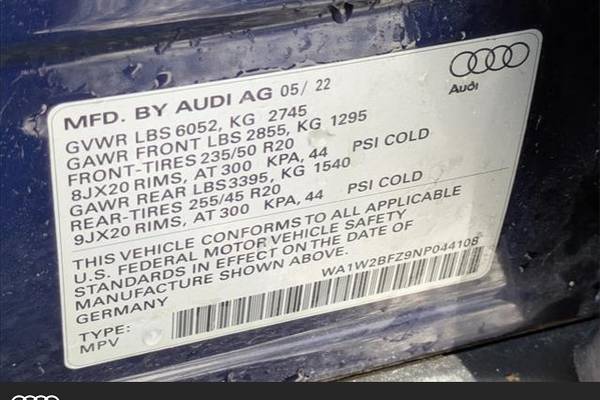 MFD. BY AUDI AG 05/ 22
Audi
GVWR LBS 6052, KG 2745
GAWR FRONT LBS 2855, KG 1295
FRONT-TIRES 235/50 R20
8JX20 RIMS, AT 300 KPA, 44 PSI COLD
GAWR REAR LBS3395, KG 1540
REAR-TIRES 255/45 R20
9JX20 RIMS, AT 300 KPA, 44 PSI COLD
THIS VEHICLE CONFORMS TO ALL APPLICABLE
U.S. FEDERAL MOTOR VEHICLE SAFETY
STANDARDS IN EFFECT ON THE DATE OF
MANUFACTURE SHOWN ABOVE.
GERMANY
WA1W2BFZ9NP044108
TYPE:
MPV